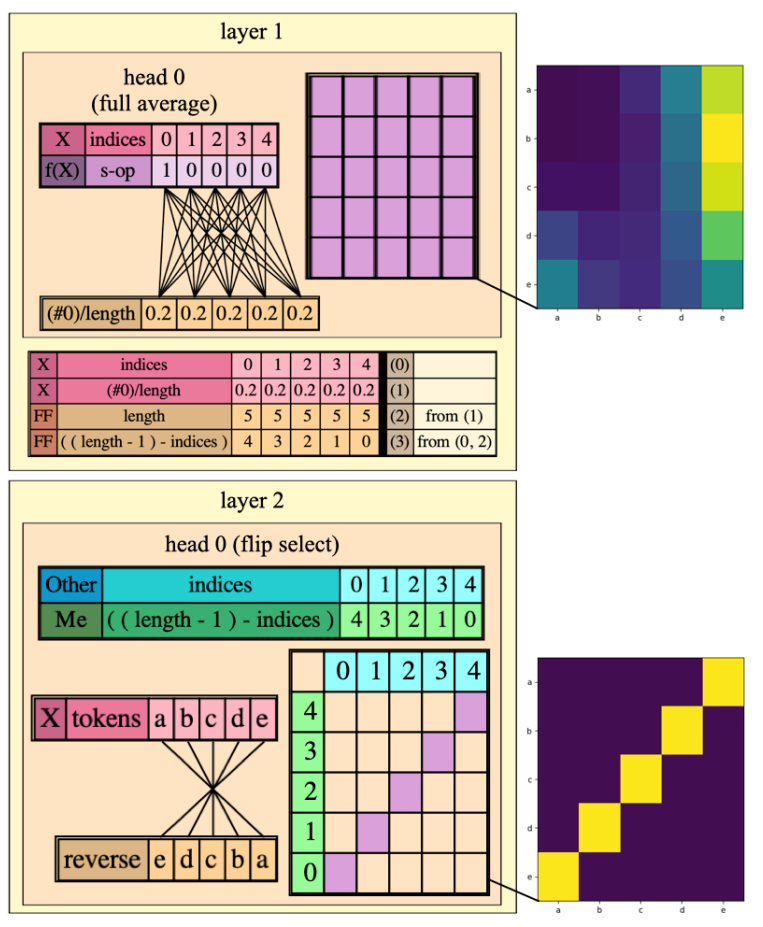 layer 1
head 0
(full average)
X indices 0 1 2 3 4
f(X) s-op 1 0 0 0 0
(#0)/length 0.2 0.2 0.2 0.2 0.2
a
b
c
d
e
a b c d e
X indices 0 1 2 3 4 (0)
X (#0)/length 0.2 0.2 0.2 0.2 0.2 (1)
FF length 5 5 5 5 5 (2) from (1)
FF ( ( length - 1 ) - indices ) 4 3 2 1 0 (3) from (0, 2)
layer 2
head 0 (flip select)
Other indices 0 1 2 3 4
Me ( ( length - 1 ) - indices ) 4 3 2 1 0
X tokens a b c d e
reverse e d c b a
0 1 2 3 4
4
3
2
1
0
a
b
c
d
e
a b c d e